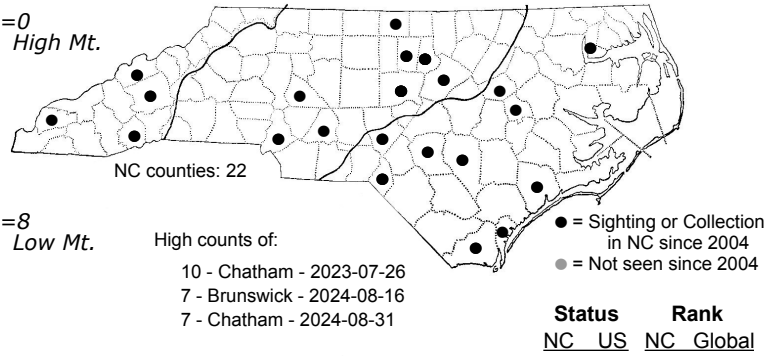 =0
High Mt.
NC counties: 22
=8
Low Mt.
High counts of:
10 - Chatham - 2023-07-26
7 - Brunswick - 2024-08-16
7 - Chatham - 2024-08-31
= Sighting or Collection
in NC since 2004
= Not seen since 2004
Status Rank
NC US NC Global